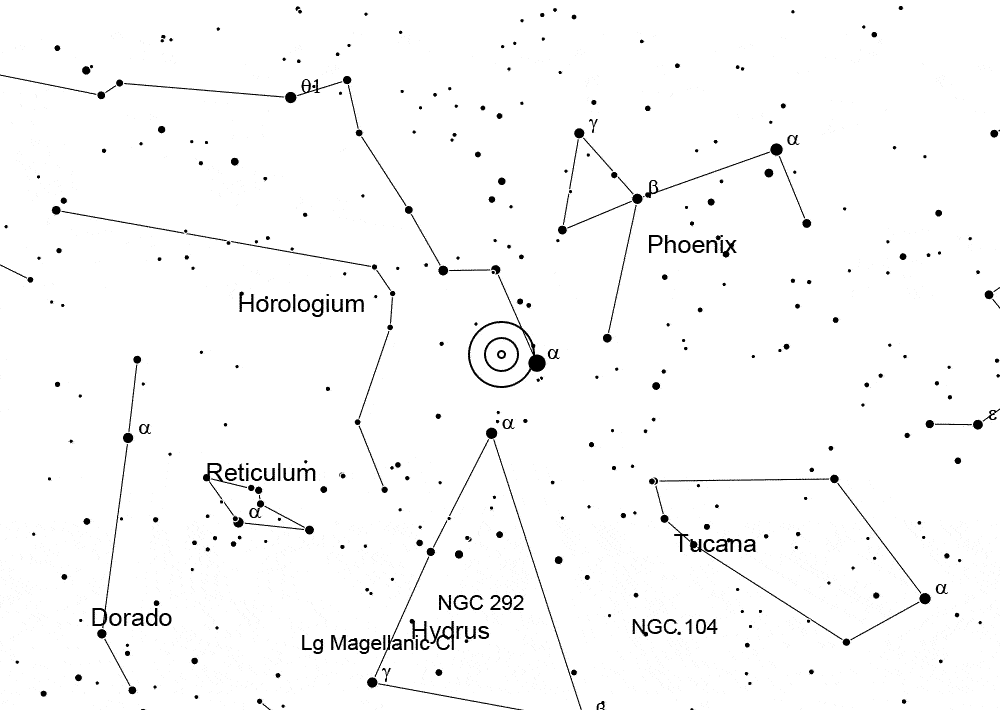 θ1
γ
α
β
Phoenix
Horologium
α
α
α
ε
Reticulum
α
Tucana
α
NGC 292
Dorado
Hydrus
NGC 104
Lg Magellanic Cl
γ
β